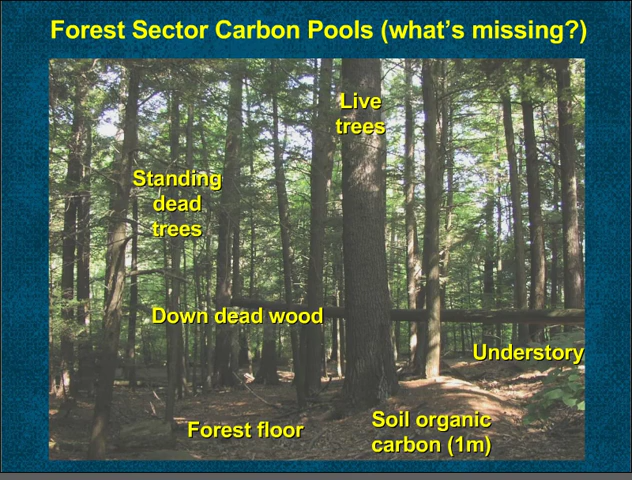 Forest Sector Carbon Pools (what's missing?)
Live
trees
Standing
dead
trees
Down dead wood
Understory
Forest floor
Soil organic
carbon (1m)